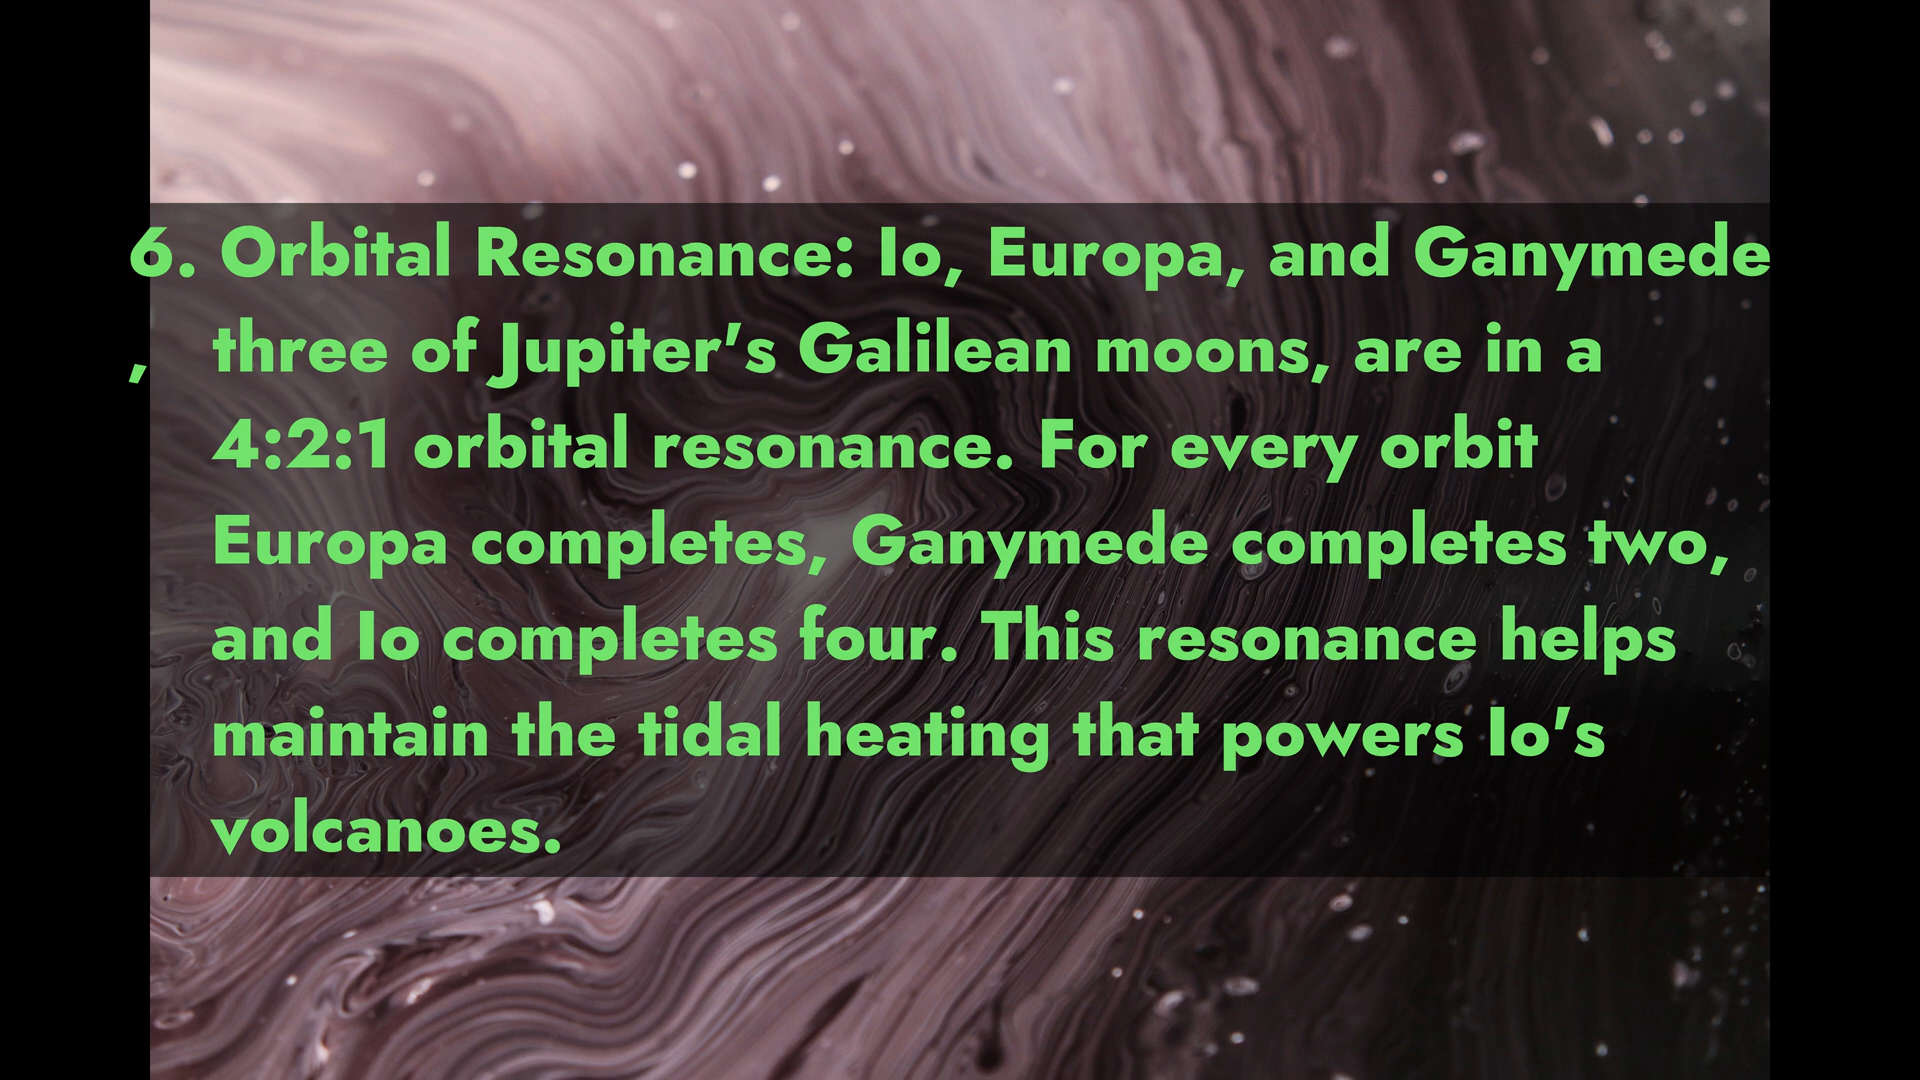 6. Orbital Resonance: Io, Europa, and Ganymede
, three of Jupiter's Galilean moons, are in a
4:2:1 orbital resonance. For every orbit
Europa completes, Ganymede completes two,
and Io completes four. This resonance helps
maintain the tidal heating that powers Io's
volcanoes.